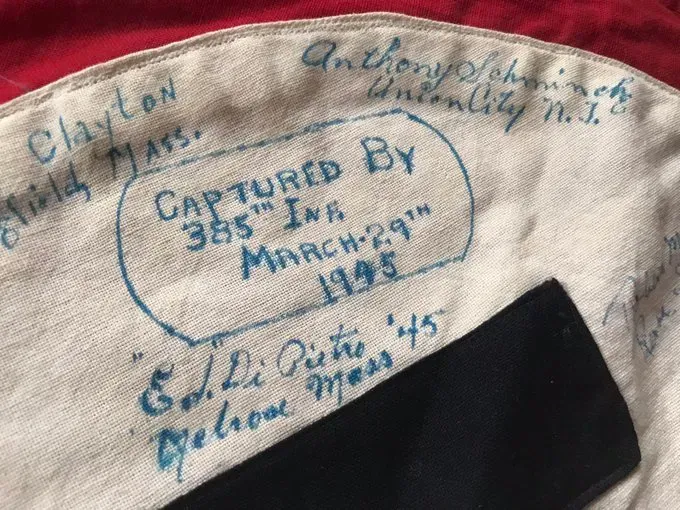 Anthony Schminck
Union City N.J.
Clayton
field, Mass.
CAPTURED BY
385TH INF.
MARCH-29TH
1945
"Ed." Di Pietro '45
Melrose Mass